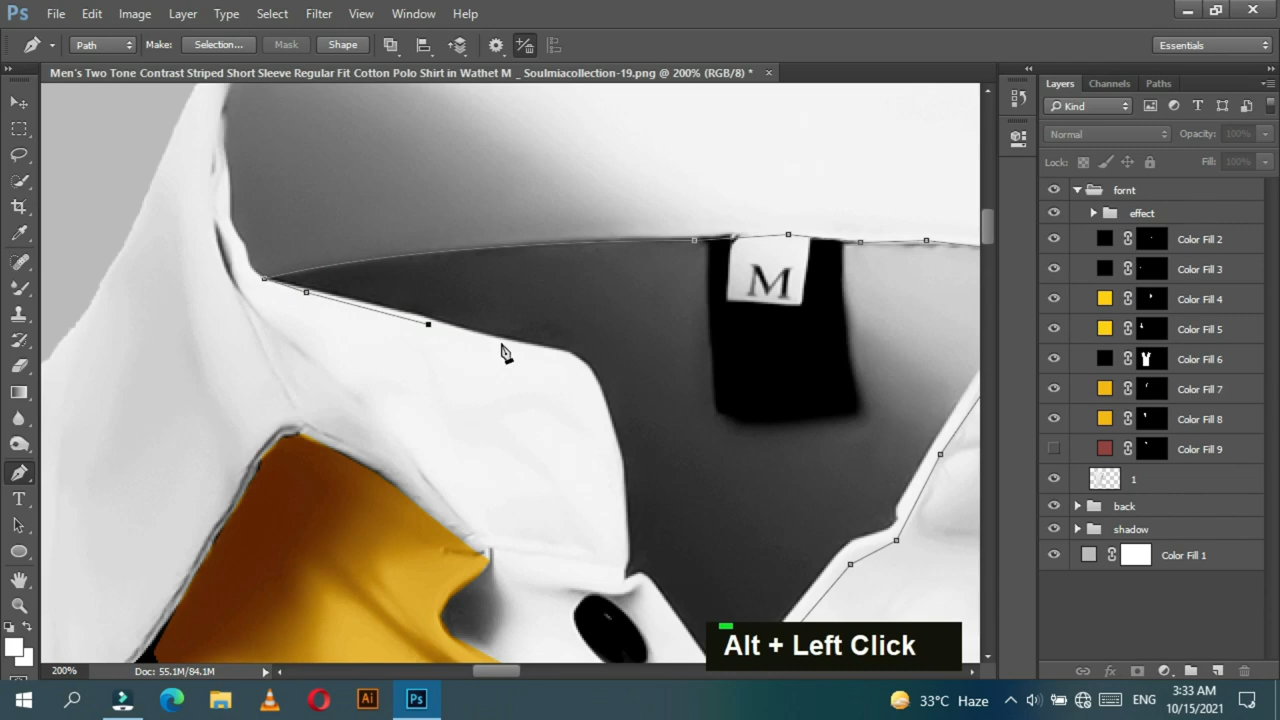 Ps File Edit Image Layer Type Select Filter View Window Help
Path Make: Selection... Mask Shape Essentials
Men's Two Tone Contrast Striped Short Sleeve Regular Fit Cotton Polo Shirt in Wathet M _ Soulmiacollection-19.png @ 200% (RGB/8) *
Layers Channels Paths
Kind
Normal Opacity: 100%
Lock: Fill: 100%
fornt
effect
Color Fill 2
Color Fill 3
Color Fill 4
Color Fill 5
Color Fill 6
Color Fill 7
Color Fill 8
Color Fill 9
1
back
shadow
Color Fill 1
M
Alt + Left Click
200% Doc: 55.1M/84.1M
Ai Ps 33°C Haze ENG 3:33 AM
10/15/2021